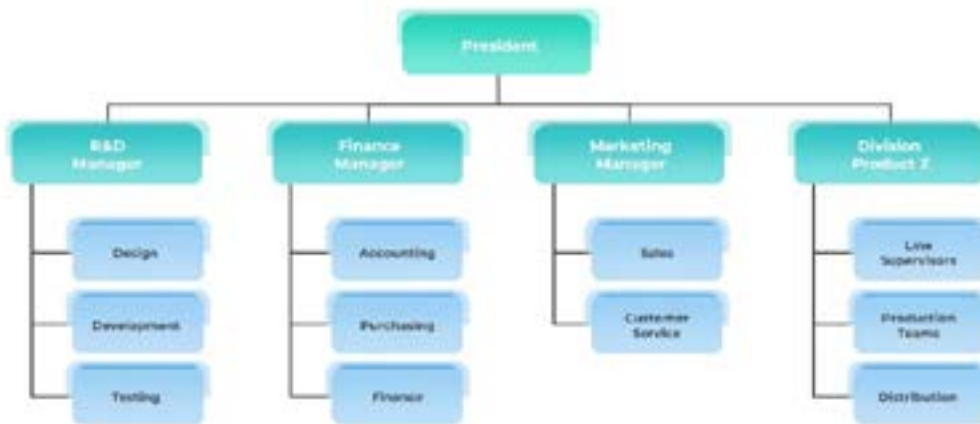 President
R&D
Manager
Finance
Manager
Marketing
Manager
Division
Product
Design
Accounting
Sales
Line
Supervisors
Development
Purchasing
Customer
Service
Production
Teams
Testing
Finance
Distribution